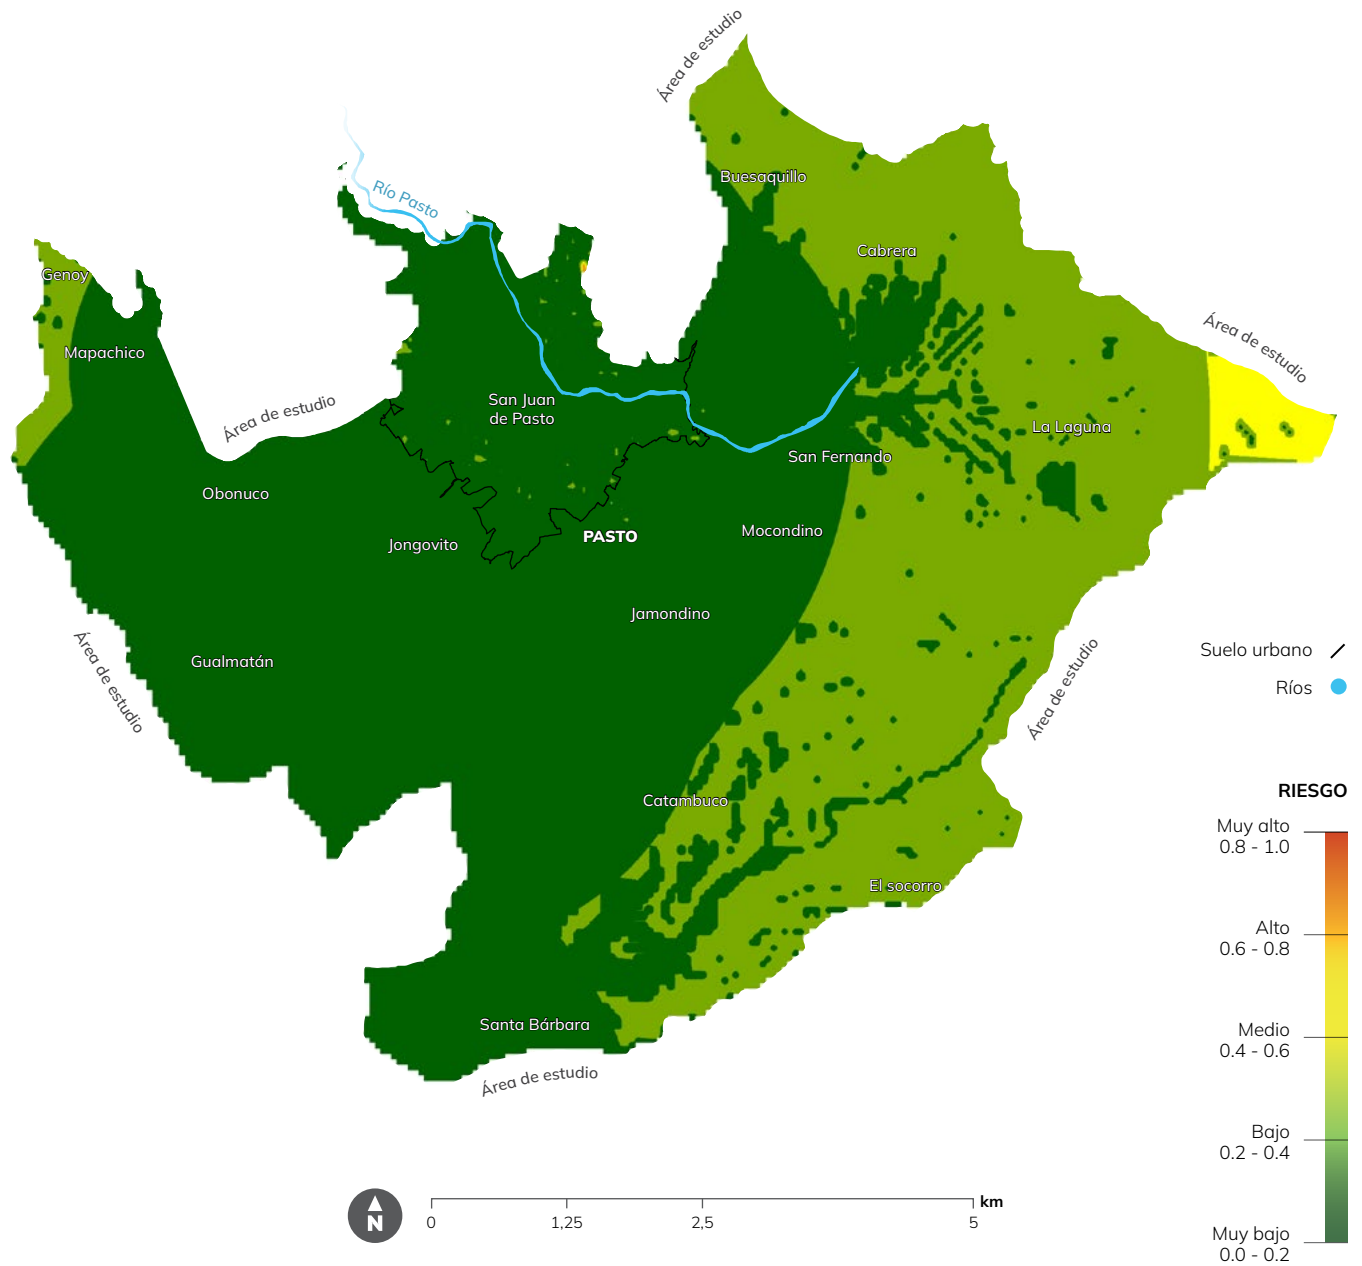 Área de estudio
Río Pasto
Buesaquillo
Cabrera
Genoy
Mapachico
Área de estudio
Área de estudio
San Juan
de Pasto
La Laguna
San Fernando
Obonuco
Jongovito
PASTO
Mocondino
Jamondino
Área de estudio
Gualmatán
Área de estudio
Catambuco
El socorro
Santa Bárbara
Área de estudio
Suelo urbano
Ríos
RIESGO
Muy alto
0.8 - 1.0
Alto
0.6 - 0.8
Medio
0.4 - 0.6
Bajo
0.2 - 0.4
Muy bajo
0.0 - 0.2
N
km
0
1,25
2,5
5